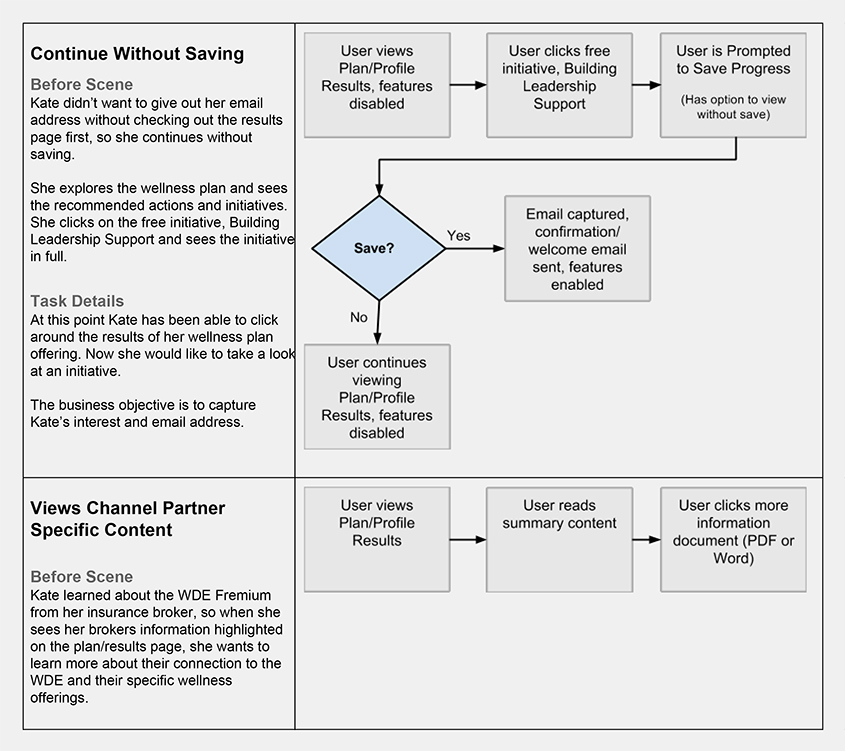 Continue Without Saving
Before Scene
Kate didn't want to give out her email
address without checking out the results
page first, so she continues without
saving.
She explores the wellness plan and sees
the recommended actions and initiatives.
She clicks on the free initiative, Building
Leadership Support and sees the initiative
in full.
Task Details
At this point Kate has been able to click
around the results of her wellness plan
offering. Now she would like to take a look
at an initiative.
The business objective is to capture
Kate's interest and email address.
User views
Plan/Profile
Results, features
disabled
User clicks free
initiative, Building
Leadership
Support
User is Prompted
to Save Progress
(Has option to view
without save)
Save?
Yes
Email captured,
confirmation/
welcome email
sent, features
enabled
No
User continues
viewing
Plan/Profile
Results, features
disabled
Views Channel Partner
Specific Content
Before Scene
Kate learned about the WDE Fremium
from her insurance broker, so when she
sees her brokers information highlighted
on the plan/results page, she wants to
learn more about their connection to the
WDE and their specific wellness
offerings.
User views
Plan/Profile
Results
User reads
summary content
User clicks more
information
document (PDF or
Word)